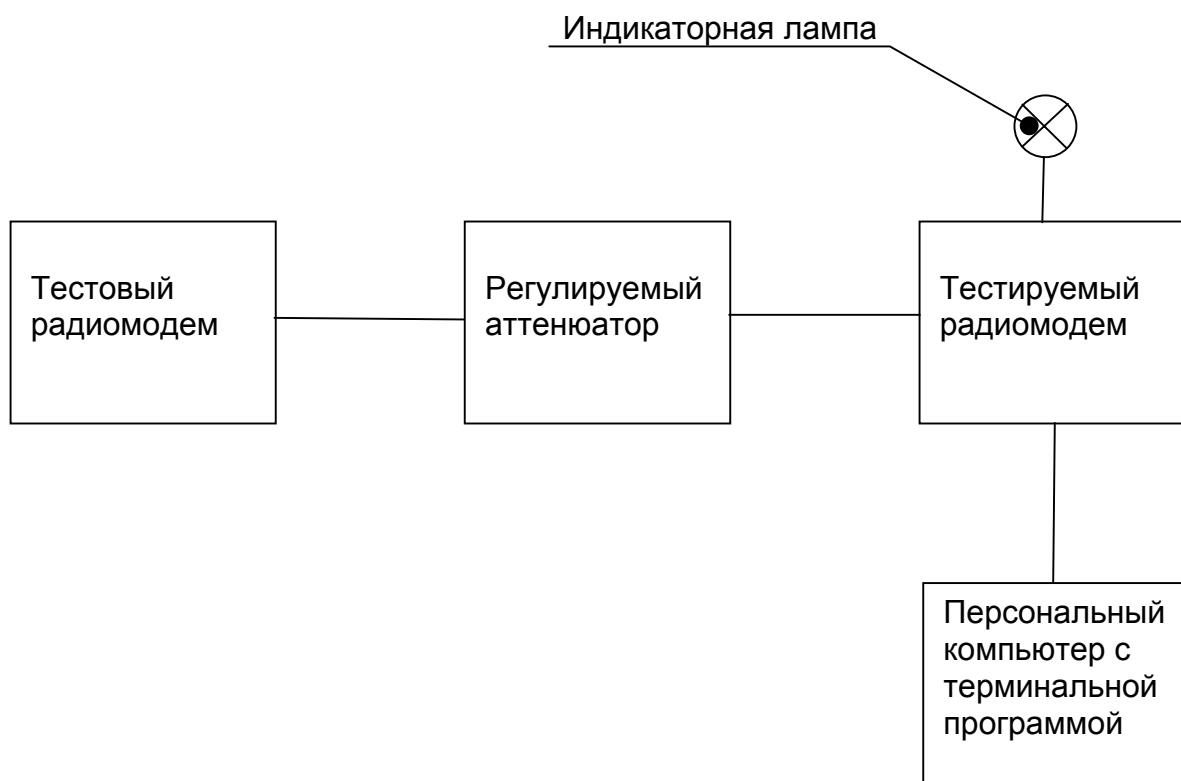 Индикаторная лампа
Тестовый
радиомодем
Регулируемый
аттенюатор
Тестируемый
радиомодем
Персональный
компьютер с
терминальной
программой